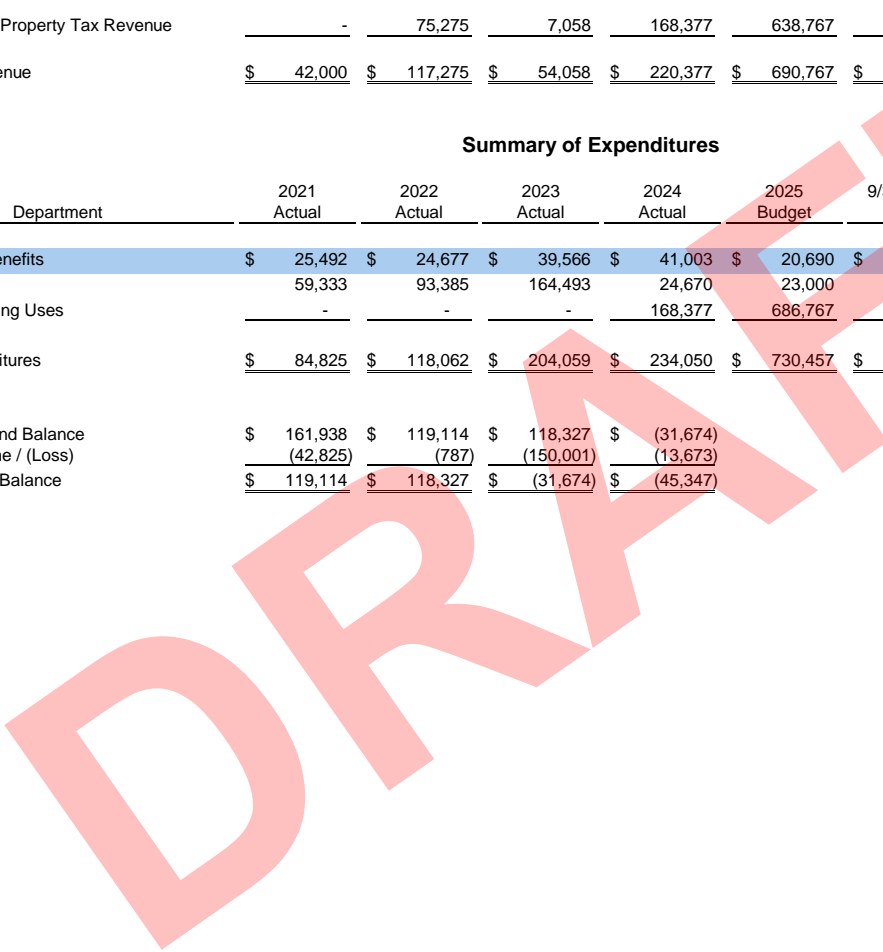 Property Tax Revenue - 75,275 7,058 168,377 638,767
enue $ 42,000 $ 117,275 $ 54,058 $ 220,377 $ 690,767 $
Summary of Expenditures
2021 2022 2023 2024 2025 9/
Department Actual Actual Actual Actual Budget
enefits $ 25,492 $ 24,677 $ 39,566 $ 41,003 $ 20,690 $
59,333 93,385 164,493 24,670 23,000
ng Uses - - - 168,377 686,767
itures $ 84,825 $ 118,062 $ 204,059 $ 234,050 $ 730,457 $
nd Balance $ 161,938 $ 119,114 $ 118,327 $ (31,674)
e / (Loss) (42,825) (787) (150,001) (13,673)
Balance $ 119,114 $ 118,327 $ (31,674) $ (45,347)
DRAF